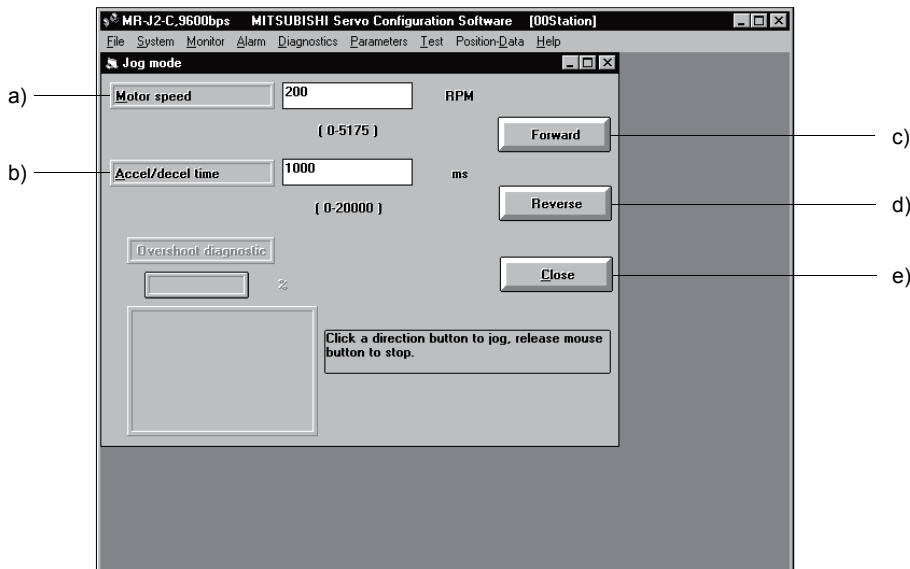 MR-J2-C,9600bps MITSUBISHI Servo Configuration Software [00Station]
File System Monitor Alarm Diagnostics Parameters Test Position-Data Help
Jog mode
a) Motor speed 200 RPM
( 0-5175 )
Forward c)
b) Accel/decel time 1000 ms
( 0-20000 )
Reverse d)
Overshoot diagnostic
%
Close e)
Click a direction button to jog, release mouse
button to stop.